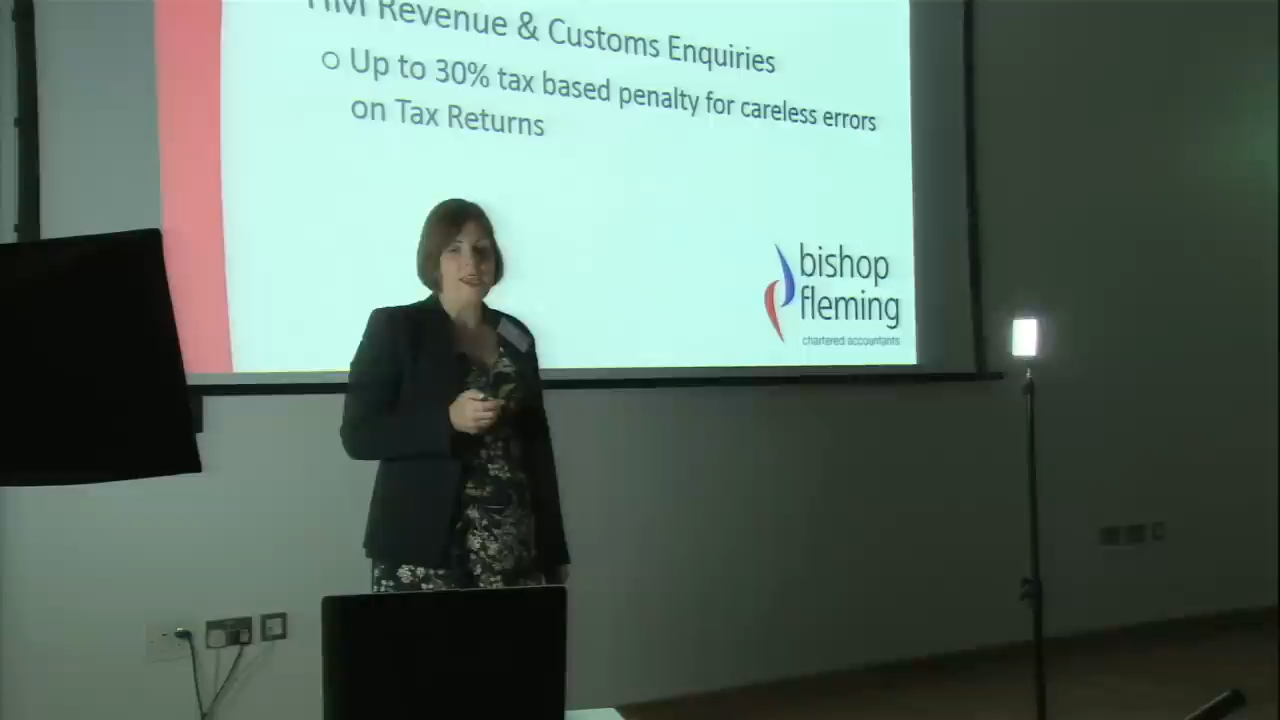 HM Revenue & Customs Enquiries
o Up to 30% tax based penalty for careless errors
on Tax Returns
bishop
fleming
chartered accountants